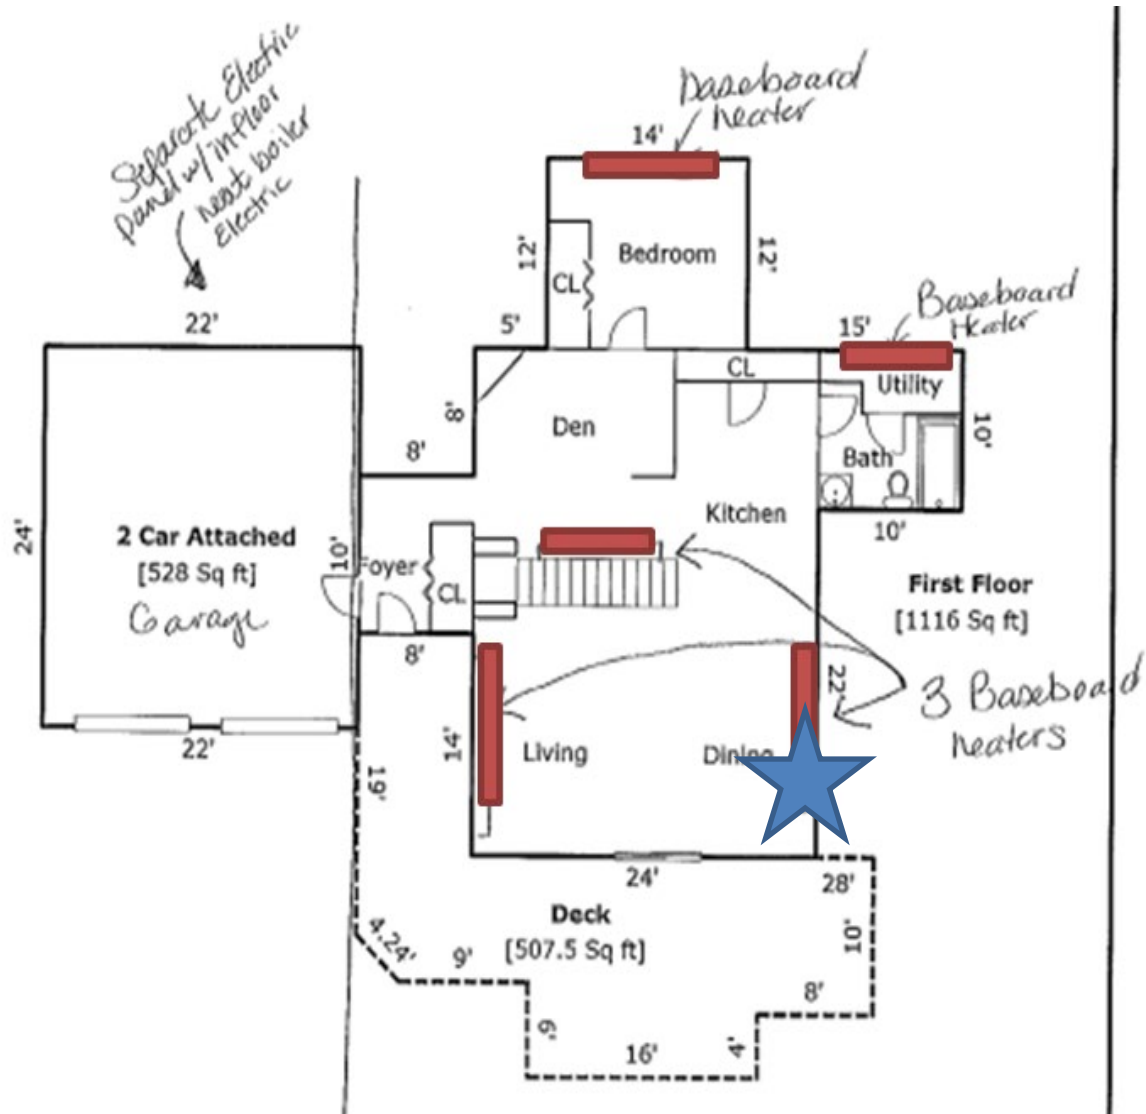 Separate Electric
panel w/ infloor
heat boiler
Electric
Baseboard
heater
14'
12'
Bedroom
12'
CL
Baseboard
Heater
22'
5'
15'
CL
Utility
8'
Den
10'
8'
Bath
24'
2 Car Attached
[528 Sq ft]
Garage
10'
Foyer
CL
Kitchen
10'
First Floor
[1116 Sq ft]
8'
22'
3 Baseboard
heaters
22'
14'
Living
Dining
19'
24'
28'
Deck
[507.5 Sq ft]
10'
4.24'
9'
8'
6'
16'
4'